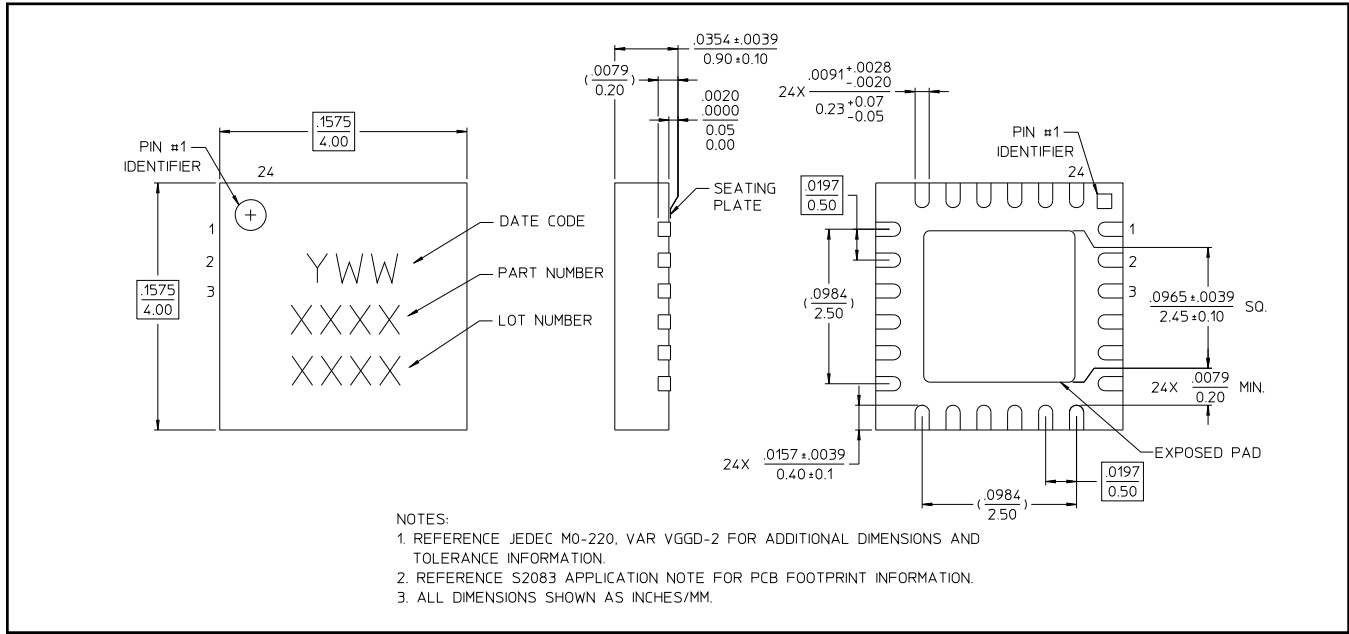 .1575
4.00
PIN #1
IDENTIFIER
24
1
2
3
.1575
4.00
YWW
XXXX
XXXX
DATE CODE
PART NUMBER
LOT NUMBER
.0354±.0039
0.90±0.10
(.0079)
0.20
.0020
.0000
0.05
0.00
SEATING
PLATE
24X .0091 +.0028 -.0020
0.23 +0.07 -0.05
PIN #1
IDENTIFIER
24
.0197
0.50
1
2
3
(.0984)
2.50
.0965±.0039 SQ.
2.45±0.10
24X .0079 MIN.
0.20
24X .0157±.0039
0.40±0.1
EXPOSED PAD
.0197
0.50
(.0984)
2.50
NOTES:
1. REFERENCE JEDEC MO-220, VAR VGGD-2 FOR ADDITIONAL DIMENSIONS AND
TOLERANCE INFORMATION.
2. REFERENCE S2083 APPLICATION NOTE FOR PCB FOOTPRINT INFORMATION.
3. ALL DIMENSIONS SHOWN AS INCHES/MM.